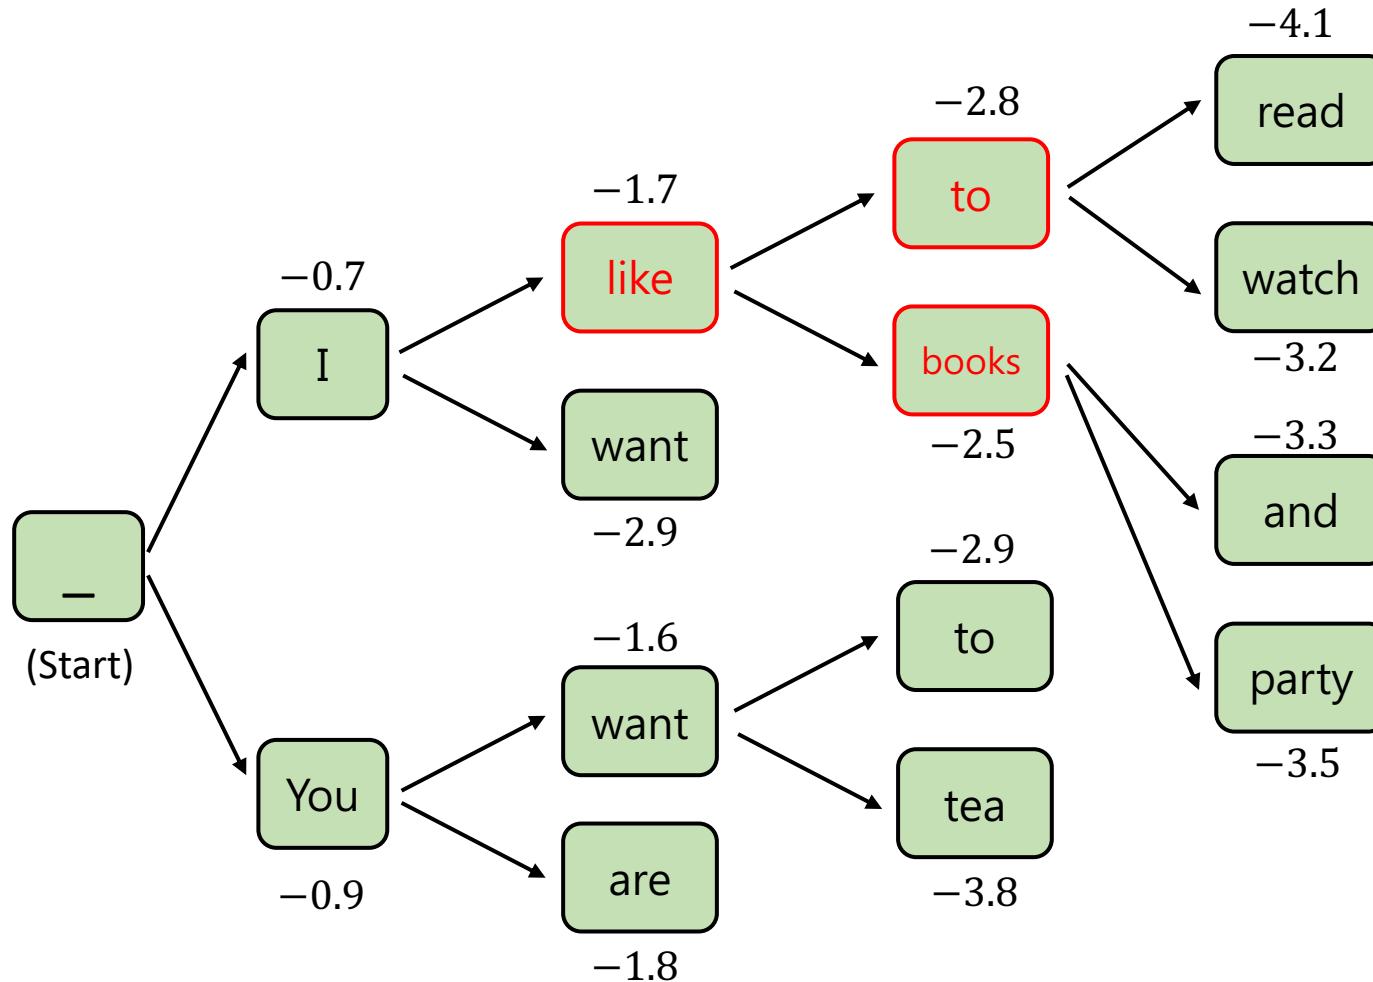 −4.1
read
−2.8
to
−1.7
like
watch
−3.2
−0.7
I
books
−2.5
want
−2.9
−3.3
and
_
(Start)
−2.9
to
−1.6
want
party
−3.5
You
−0.9
tea
−3.8
are
−1.8